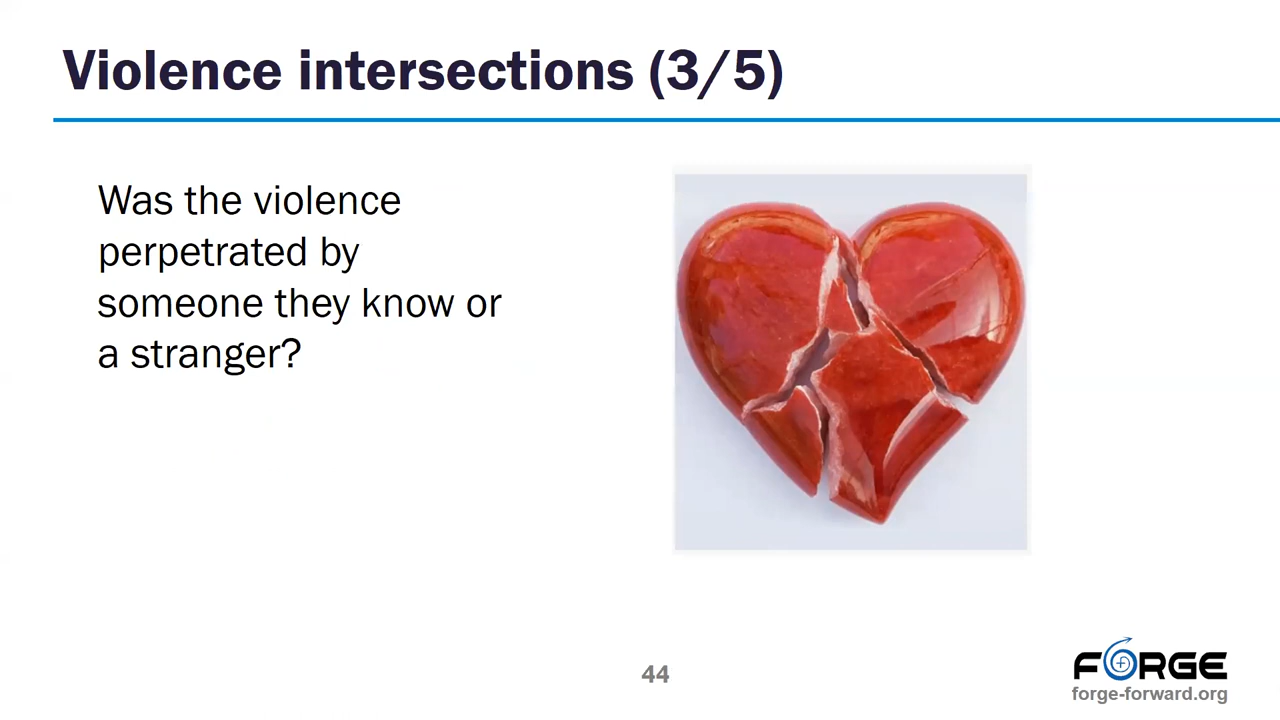 Violence intersections (3/5)
Was the violence
perpetrated by
someone they know or
a stranger?
44
FORGE
forge-forward.org